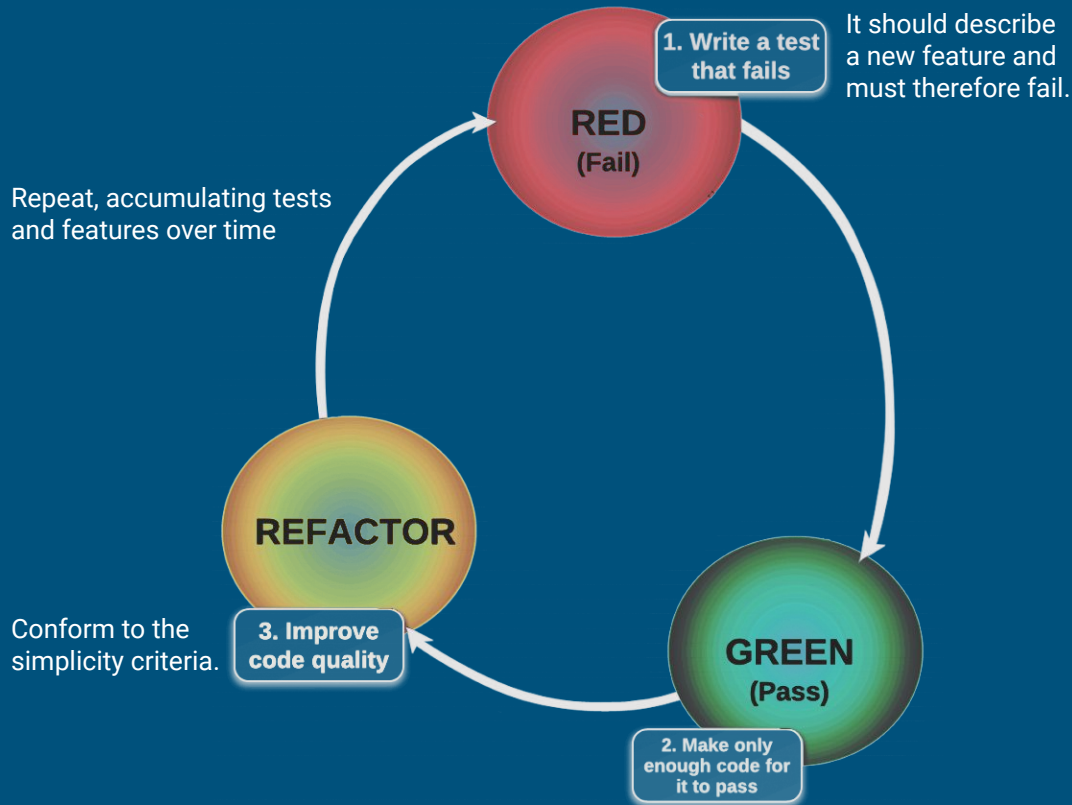 1. Write a test
that fails
It should describe
a new feature and
must therefore fail.
RED
(Fail)
Repeat, accumulating tests
and features over time
REFACTOR
3. Improve
code quality
Conform to the
simplicity criteria.
GREEN
(Pass)
2. Make only
enough code for
it to pass